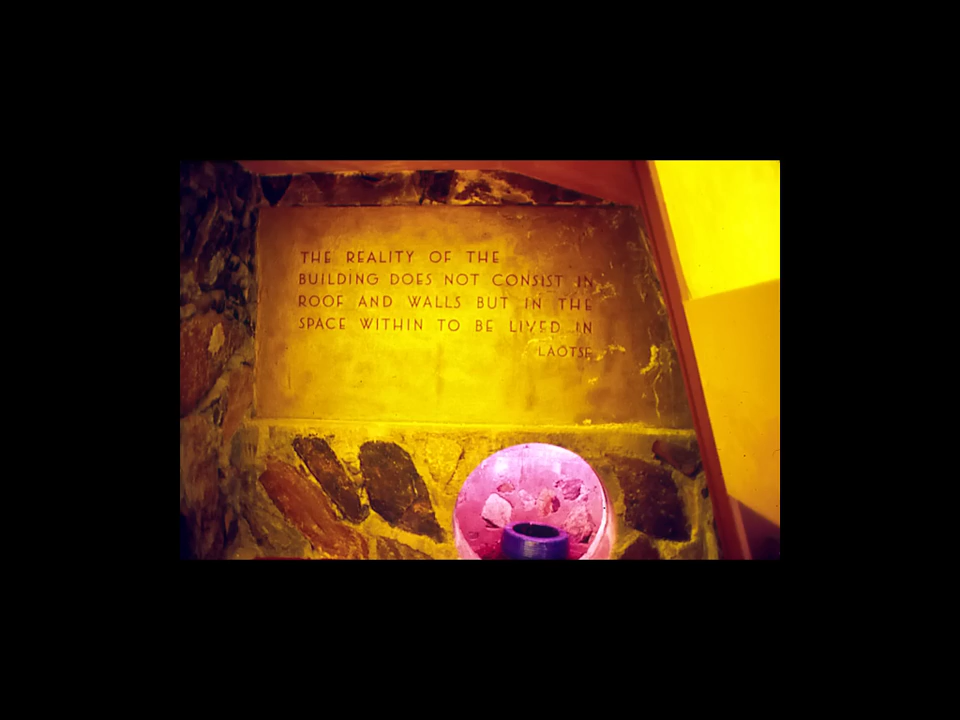 THE REALITY OF THE
BUILDING DOES NOT CONSIST IN
ROOF AND WALLS BUT IN THE
SPACE WITHIN TO BE LIVED IN
LAOTSE